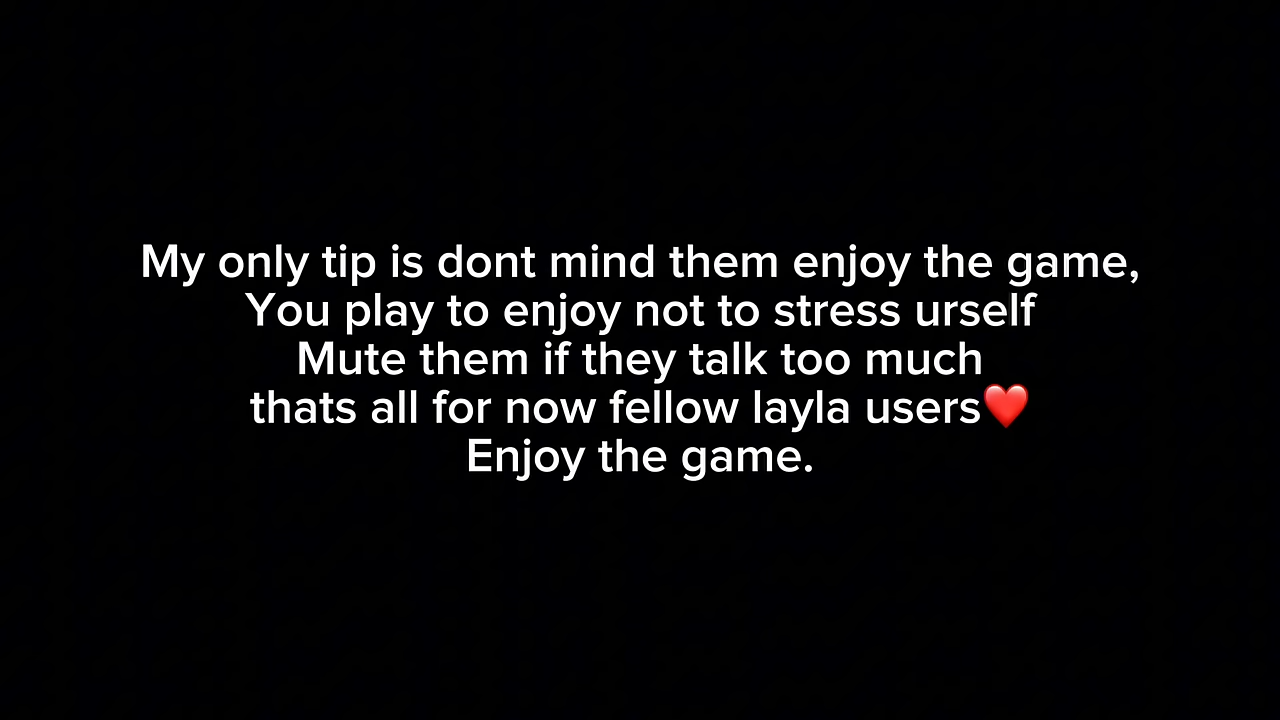 My only tip is dont mind them enjoy the game,
You play to enjoy not to stress urself
Mute them if they talk too much
thats all for now fellow layla users❤️
Enjoy the game.